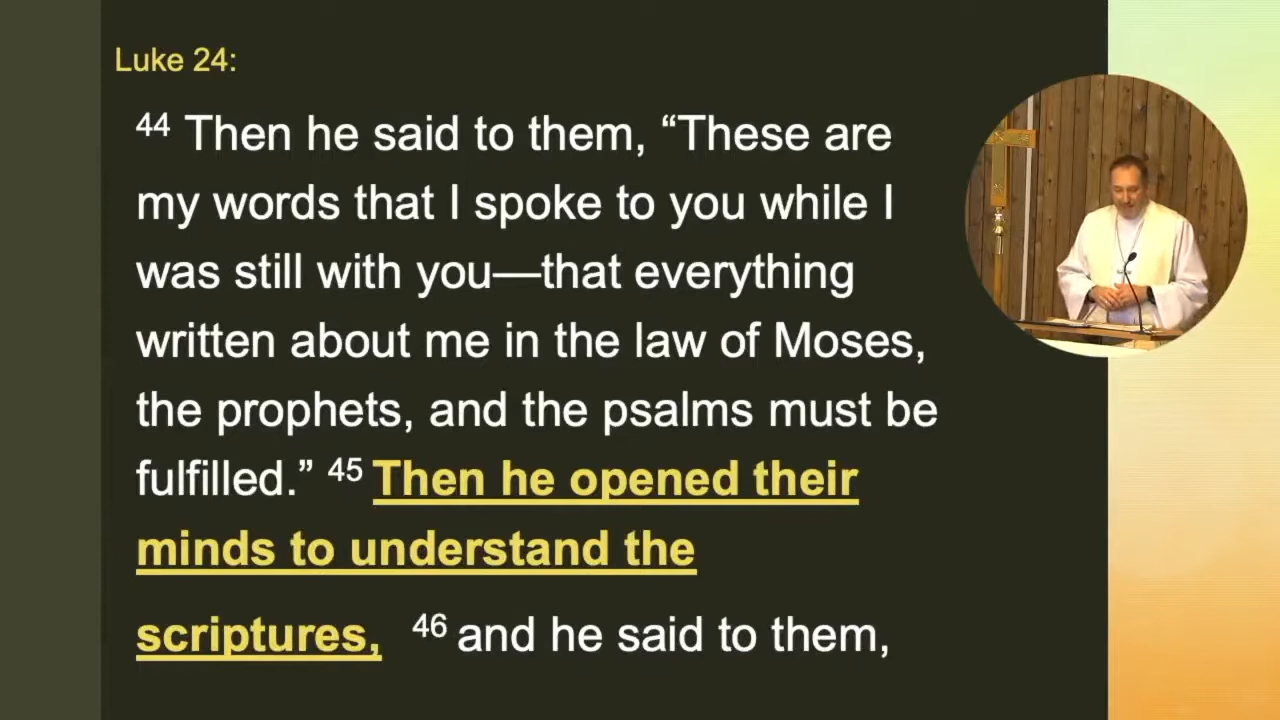 Luke 24:
44 Then he said to them, “These are
my words that I spoke to you while I
was still with you—that everything
written about me in the law of Moses,
the prophets, and the psalms must be
fulfilled.” 45 Then he opened their
minds to understand the
scriptures, 46 and he said to them,